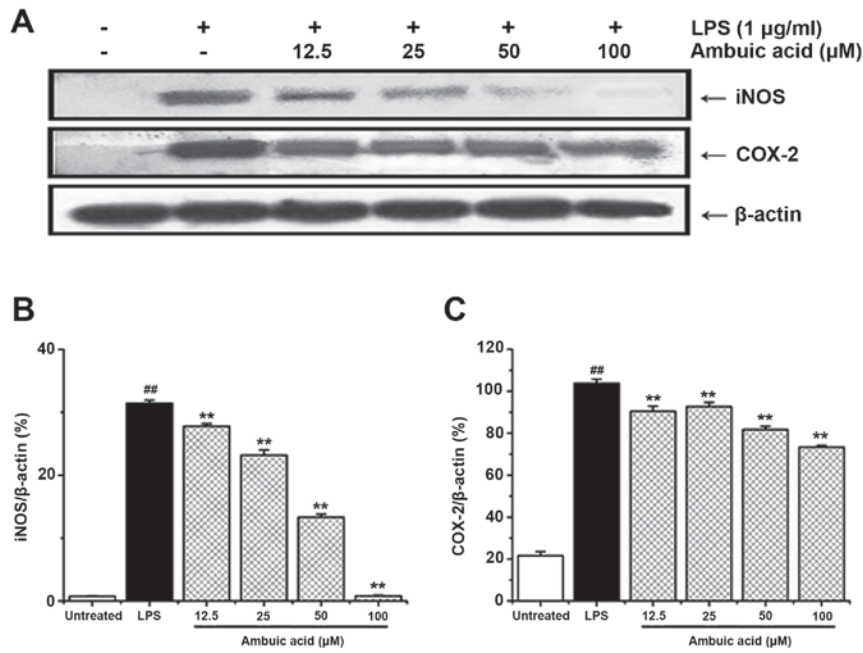 A
- + + + + + LPS (1 μg/ml)
- - 12.5 25 50 100 Ambuic acid (μM)
← iNOS
← COX-2
← β-actin
B
40
20
0
iNOS/β-actin (%)
##
**
**
**
**
Untreated LPS 12.5 25 50 100
Ambuic acid (μM)
C
120
100
80
60
40
20
0
COX-2/β-actin (%)
##
**
**
**
**
Untreated LPS 12.5 25 50 100
Ambuic acid (μM)